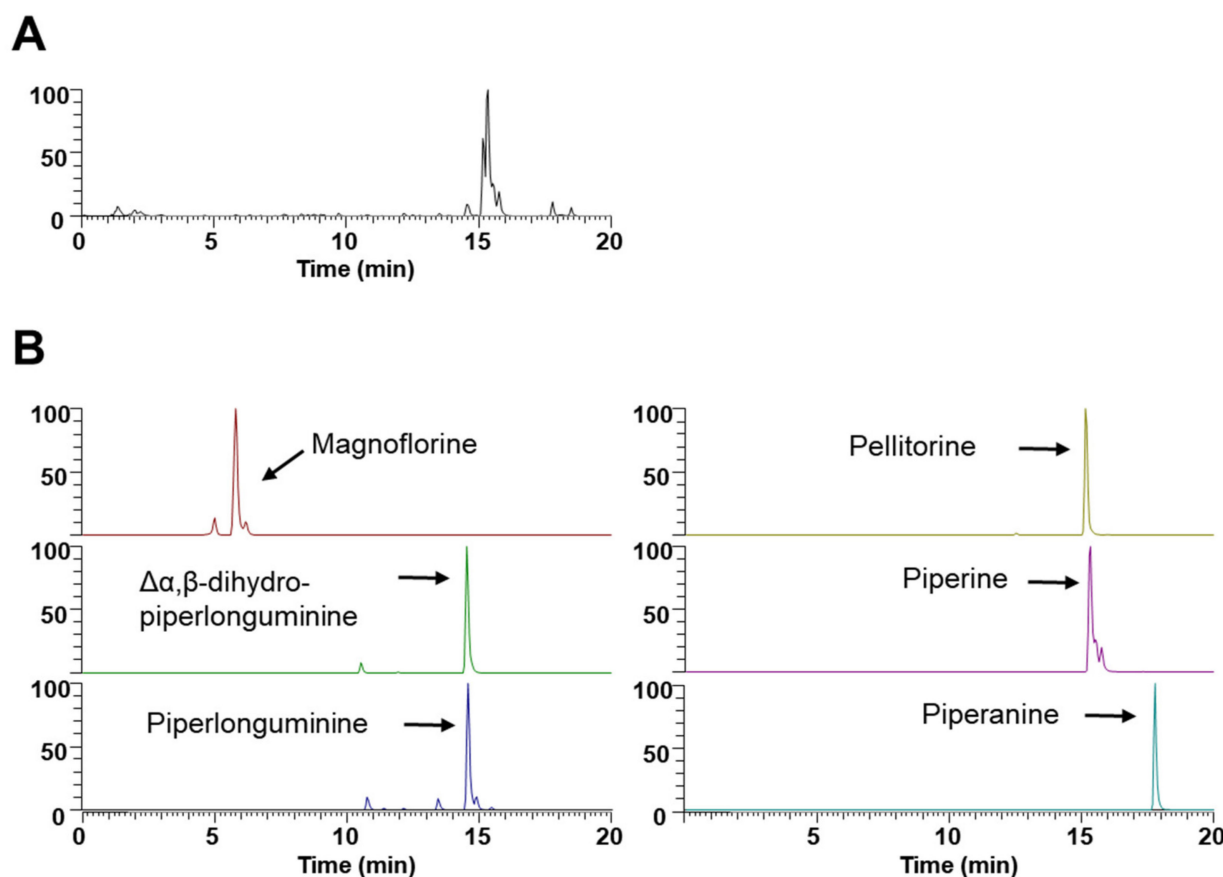 A
100
50
0
0 5 10 15 20
Time (min)
B
100
50
Magnoflorine
100
50
Δα,β-dihydro-
piperlonguminine
100
50
0
Piperlonguminine
0 5 10 15 20
Time (min)
100
50
Pellitorine
100
50
Piperine
100
50
0
Piperanine
5 10 15 20
Time (min)